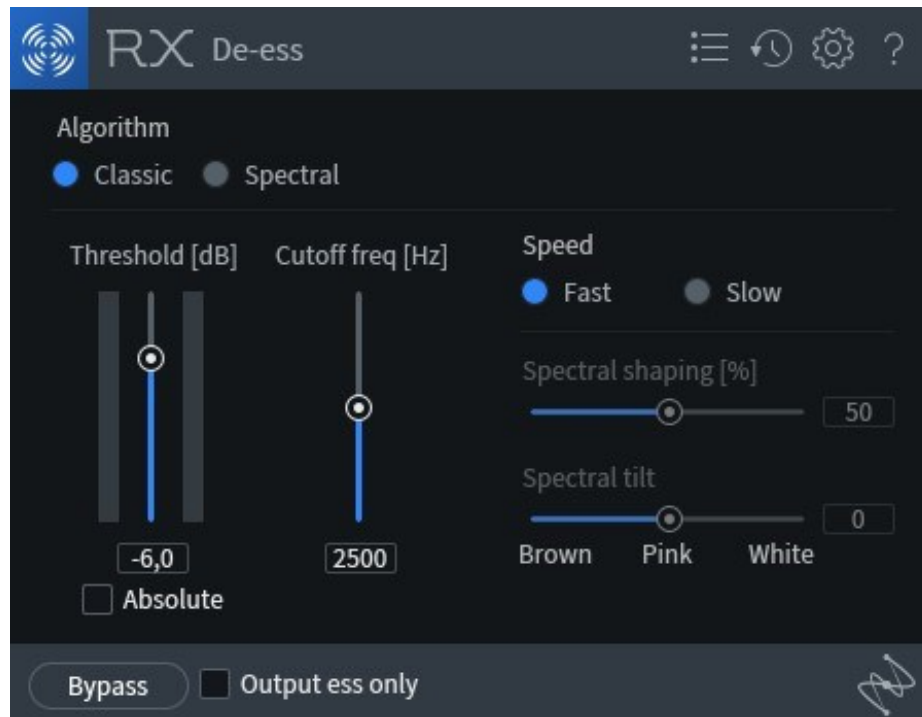 RX De-ess ?
Algorithm
Classic Spectral
Threshold [dB] Cutoff freq [Hz]
-6,0 2500
Absolute
Speed
Fast Slow
Spectral shaping [%]
50
Spectral tilt
0
Brown Pink White
Bypass Output ess only